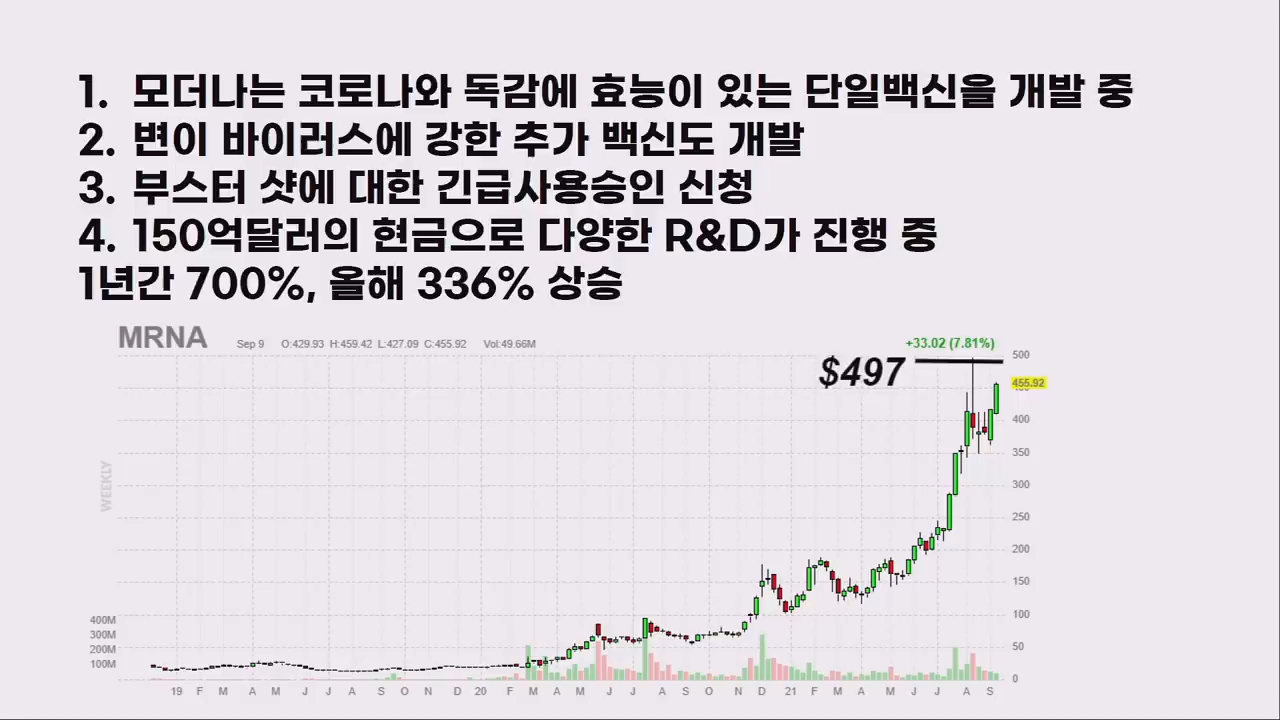 1. 모더나는 코로나와 독감에 효능이 있는 단일백신을 개발 중
2. 변이 바이러스에 강한 추가 백신도 개발
3. 부스터 샷에 대한 긴급사용승인 신청
4. 150억달러의 현금으로 다양한 R&D가 진행 중
1년간 700%, 올해 336% 상승
MRNA Sep 9 O:429.93 H:459.42 L:427.09 C:455.92 Vol:49.66M +33.02 (7.81%)
$497
500
455.92
400
350
300
250
200
150
100
50
0
WEEKLY
400M
300M
200M
100M
19 F M A M J J A S O N D 20 F M A M J J A S O N D 21 F M A M J J A S